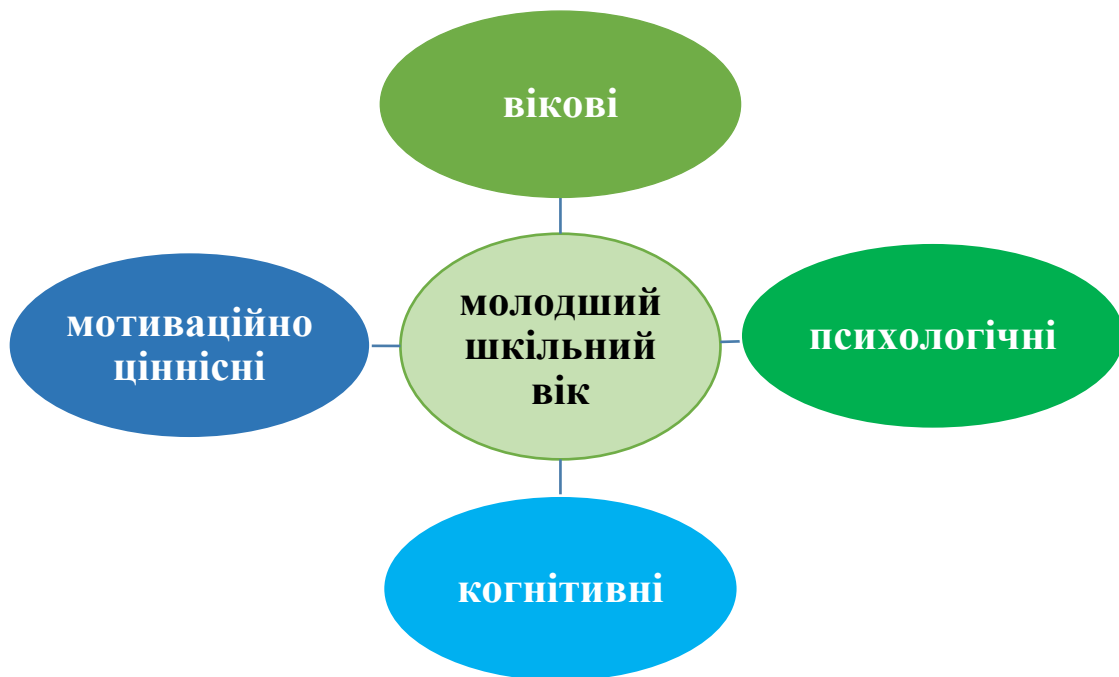 вікові
мотиваційно
ціннісні
молодший
шкільний
вік
психологічні
когнітивні